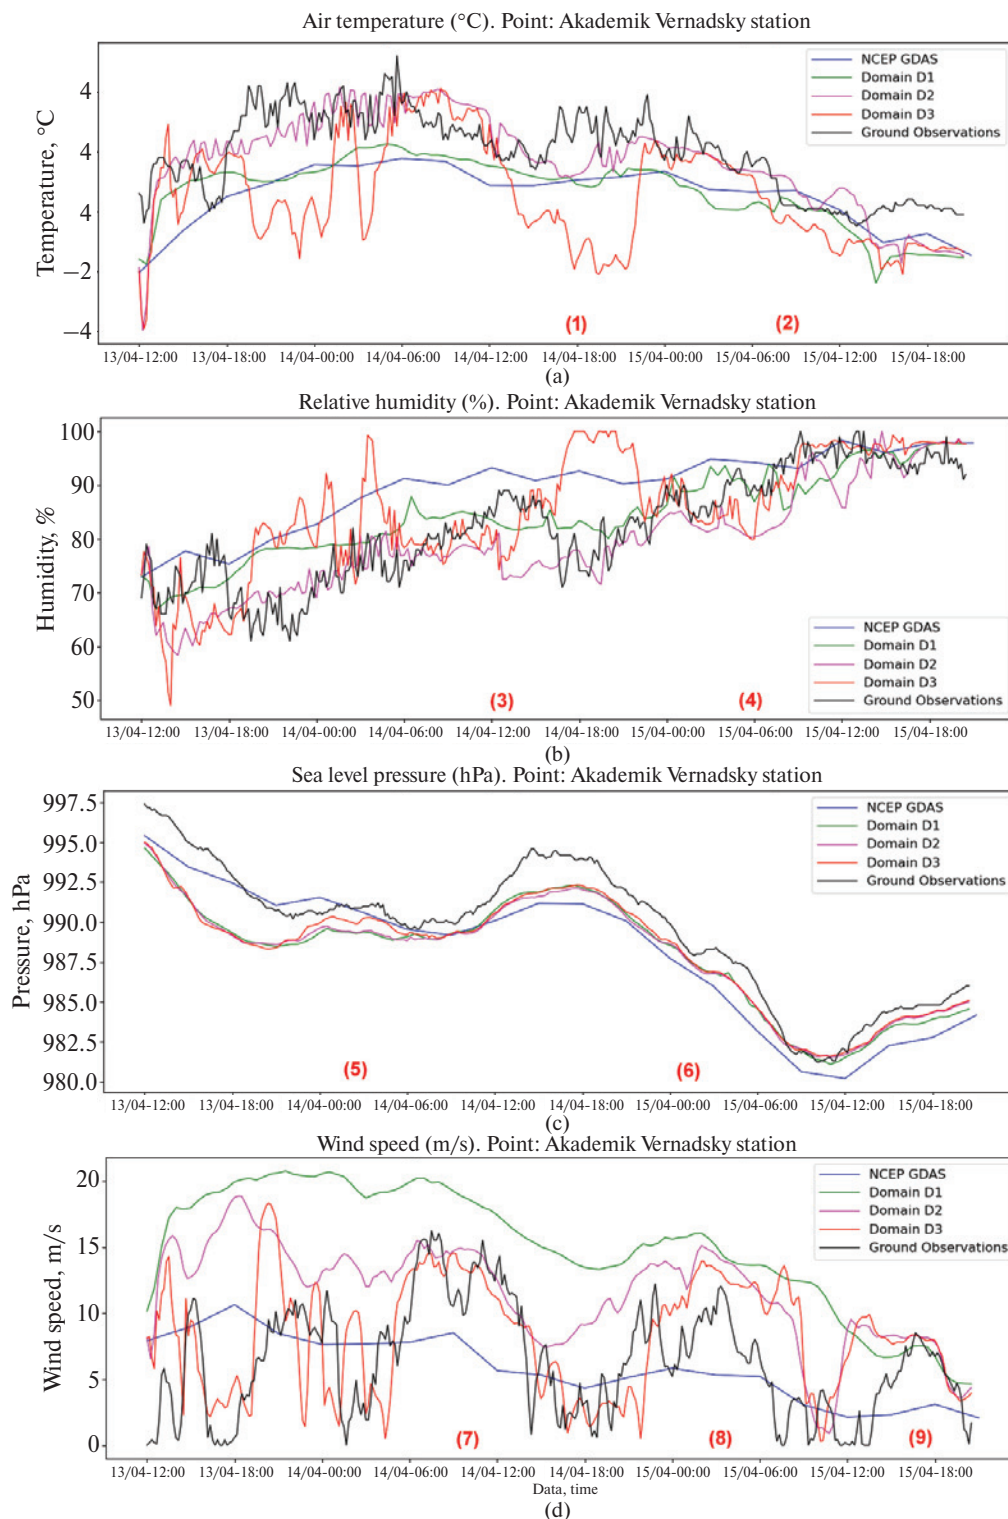 Air temperature (°C). Point: Akademik Vernadsky station
NCEP GDAS
Domain D1
Domain D2
Domain D3
Ground Observations
Temperature, °C
4
4
4
−2
−4
(1)
(2)
13/04-12:00 13/04-18:00 14/04-00:00 14/04-06:00 14/04-12:00 14/04-18:00 15/04-00:00 15/04-06:00 15/04-12:00 15/04-18:00
(a)
Relative humidity (%). Point: Akademik Vernadsky station
Humidity, %
100
90
80
70
60
50
NCEP GDAS
Domain D1
Domain D2
Domain D3
Ground Observations
(3)
(4)
13/04-12:00 13/04-18:00 14/04-00:00 14/04-06:00 14/04-12:00 14/04-18:00 15/04-00:00 15/04-06:00 15/04-12:00 15/04-18:00
(b)
Sea level pressure (hPa). Point: Akademik Vernadsky station
Pressure, hPa
997.5
995.0
992.5
990.0
987.5
985.0
982.5
980.0
NCEP GDAS
Domain D1
Domain D2
Domain D3
Ground Observations
(5)
(6)
13/04-12:00 13/04-18:00 14/04-00:00 14/04-06:00 14/04-12:00 14/04-18:00 15/04-00:00 15/04-06:00 15/04-12:00 15/04-18:00
(c)
Wind speed (m/s). Point: Akademik Vernadsky station
Wind speed, m/s
20
15
10
5
0
NCEP GDAS
Domain D1
Domain D2
Domain D3
Ground Observations
(7)
(8)
(9)
13/04-12:00 13/04-18:00 14/04-00:00 14/04-06:00 14/04-12:00 14/04-18:00 15/04-00:00 15/04-06:00 15/04-12:00 15/04-18:00
Data, time
(d)